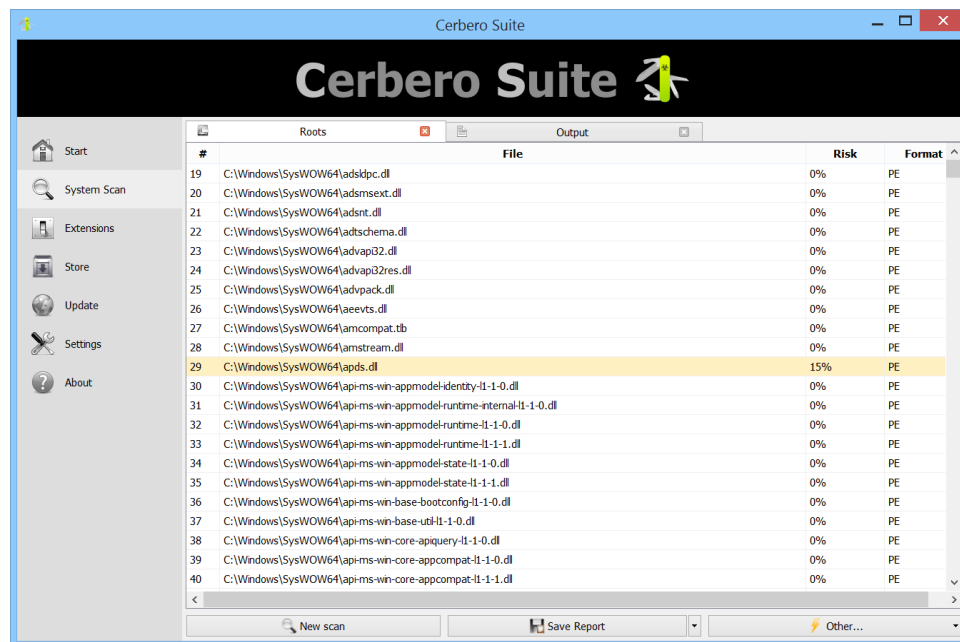 Cerbero Suite
Cerbero Suite
Start
System Scan
Extensions
Store
Update
Settings
About
Roots
Output
# File Risk Format
19 C:\Windows\SysWOW64\adsldpc.dll 0% PE
20 C:\Windows\SysWOW64\adsmsext.dll 0% PE
21 C:\Windows\SysWOW64\adsnt.dll 0% PE
22 C:\Windows\SysWOW64\adtschema.dll 0% PE
23 C:\Windows\SysWOW64\advapi32.dll 0% PE
24 C:\Windows\SysWOW64\advapi32res.dll 0% PE
25 C:\Windows\SysWOW64\advpack.dll 0% PE
26 C:\Windows\SysWOW64\aeevts.dll 0% PE
27 C:\Windows\SysWOW64\amcompat.tlb 0% PE
28 C:\Windows\SysWOW64\amstream.dll 0% PE
29 C:\Windows\SysWOW64\apds.dll 15% PE
30 C:\Windows\SysWOW64\api-ms-win-appmodel-identity-l1-1-0.dll 0% PE
31 C:\Windows\SysWOW64\api-ms-win-appmodel-runtime-internal-l1-1-0.dll 0% PE
32 C:\Windows\SysWOW64\api-ms-win-appmodel-runtime-l1-1-0.dll 0% PE
33 C:\Windows\SysWOW64\api-ms-win-appmodel-runtime-l1-1-1.dll 0% PE
34 C:\Windows\SysWOW64\api-ms-win-appmodel-state-l1-1-0.dll 0% PE
35 C:\Windows\SysWOW64\api-ms-win-appmodel-state-l1-1-1.dll 0% PE
36 C:\Windows\SysWOW64\api-ms-win-base-bootconfig-l1-1-0.dll 0% PE
37 C:\Windows\SysWOW64\api-ms-win-base-util-l1-1-0.dll 0% PE
38 C:\Windows\SysWOW64\api-ms-win-core-apiquery-l1-1-0.dll 0% PE
39 C:\Windows\SysWOW64\api-ms-win-core-appcompat-l1-1-0.dll 0% PE
40 C:\Windows\SysWOW64\api-ms-win-core-appcompat-l1-1-1.dll 0% PE
New scan
Save Report
Other...